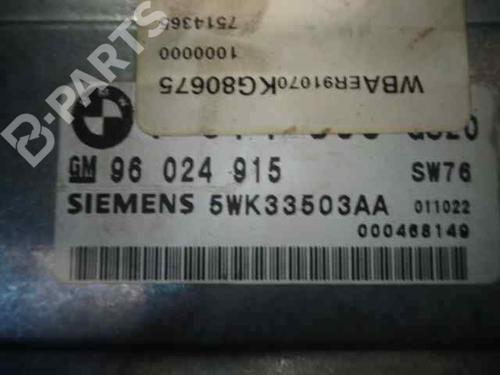 7514365
1000000
WBAER91070KG80675
B-PARTS
GM 96 024 915 SW76
SIEMENS 5WK33503AA 011022
000468149